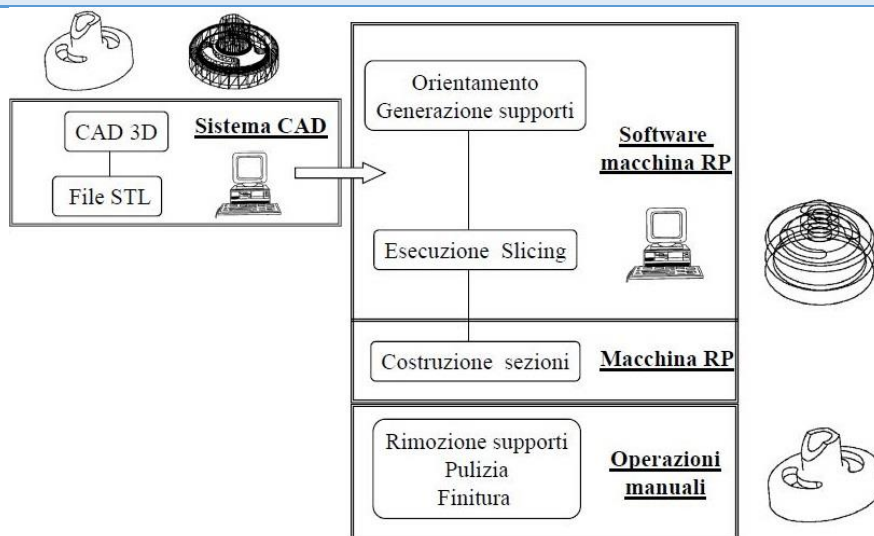 CAD 3D
Sistema CAD
File STL
Orientamento
Generazione supporti
Software
macchina RP
Esecuzione Slicing
Costruzione sezioni
Macchina RP
Rimozione supporti
Pulizia
Finitura
Operazioni
manuali